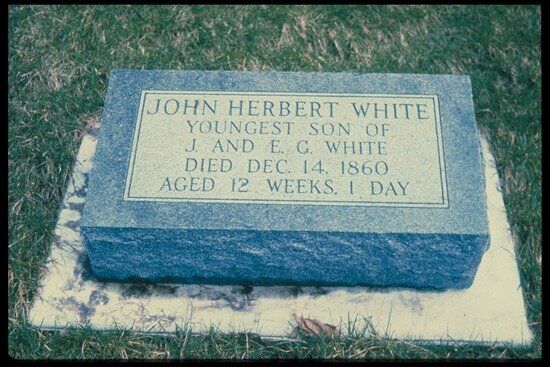 JOHN HERBERT WHITE
YOUNGEST SON OF
J. AND E. G. WHITE
DIED DEC. 14, 1860
AGED 12 WEEKS, 1 DAY